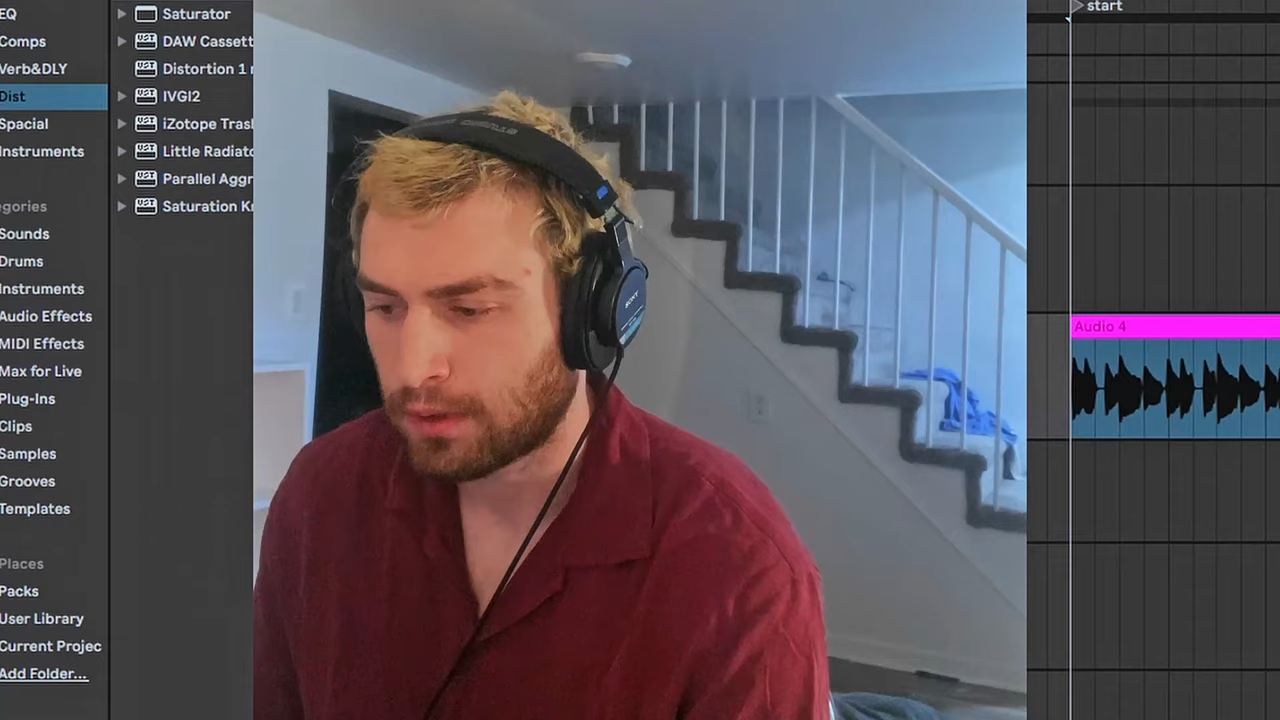 EQ
Comps
Verb&DLY
Dist
Spacial
Instruments
egories
Sounds
Drums
Instruments
Audio Effects
MIDI Effects
Max for Live
Plug-Ins
Clips
Samples
Grooves
Templates
Places
Packs
User Library
Current Projec
Add Folder...
Saturator
DAW Cassett
Distortion 1
IVGI2
iZotope Tras
Little Radiato
Parallel Aggr
Saturation K
SONY
start
Audio 4